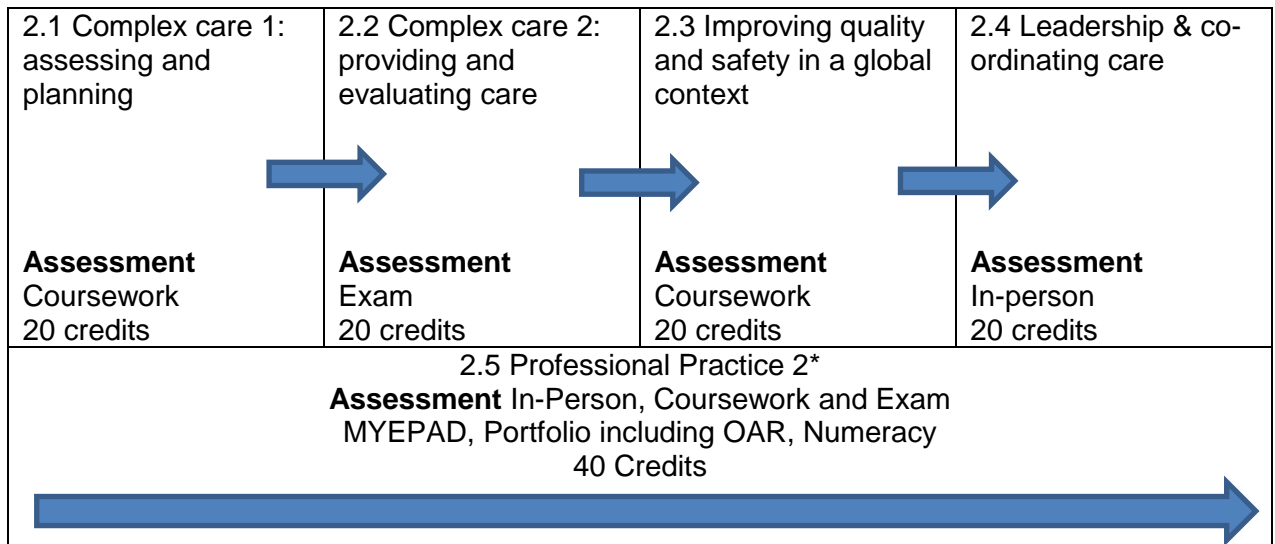 2.1 Complex care 1:
assessing and
planning
Assessment
Coursework
20 credits
2.2 Complex care 2:
providing and
evaluating care
Assessment
Exam
20 credits
2.3 Improving quality
and safety in a global
context
Assessment
Coursework
20 credits
2.4 Leadership & co-
ordinating care
Assessment
In-person
20 credits
2.5 Professional Practice 2*
Assessment In-Person, Coursework and Exam
MYEPAD, Portfolio including OAR, Numeracy
40 Credits